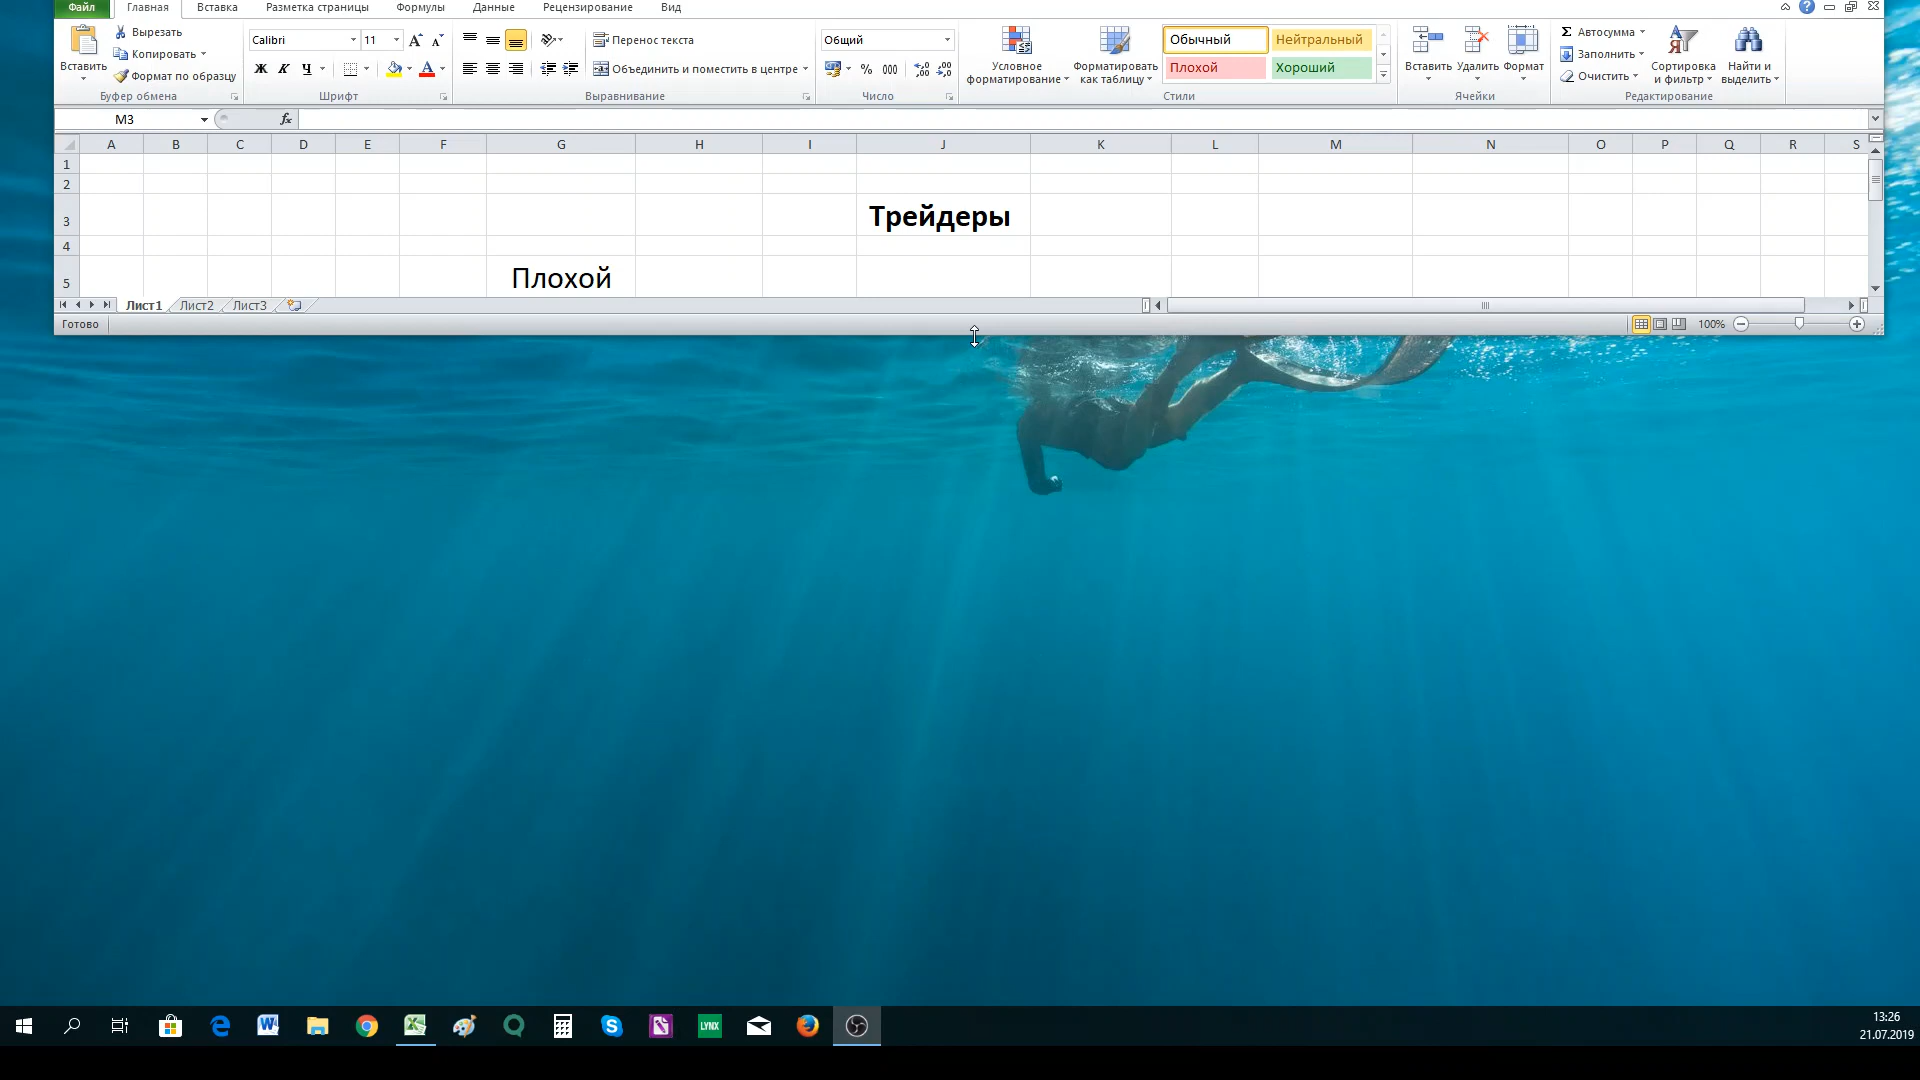 Файл Главная Вставка Разметка страницы Формулы Данные Рецензирование Вид
Вставить
Вырезать
Копировать
Формат по образцу
Буфер обмена
Calibri 11
Ж К Ч А
Шрифт
Перенос текста
Объединить и поместить в центре
Выравнивание
Общий
% 000
Число
Условное форматирование
Форматировать как таблицу
Обычный Нейтральный
Плохой Хороший
Стили
Вставить Удалить Формат
Ячейки
Σ Автосумма
Заполнить
Очистить
Сортировка и фильтр
Найти и выделить
Редактирование
M3 fx
A B C D E F G H I J K L M N O P Q R S
1
2
3 Трейдеры
4
5 Плохой
Лист1 Лист2 Лист3
Готово 100%
LYNX
13:26
21.07.2019